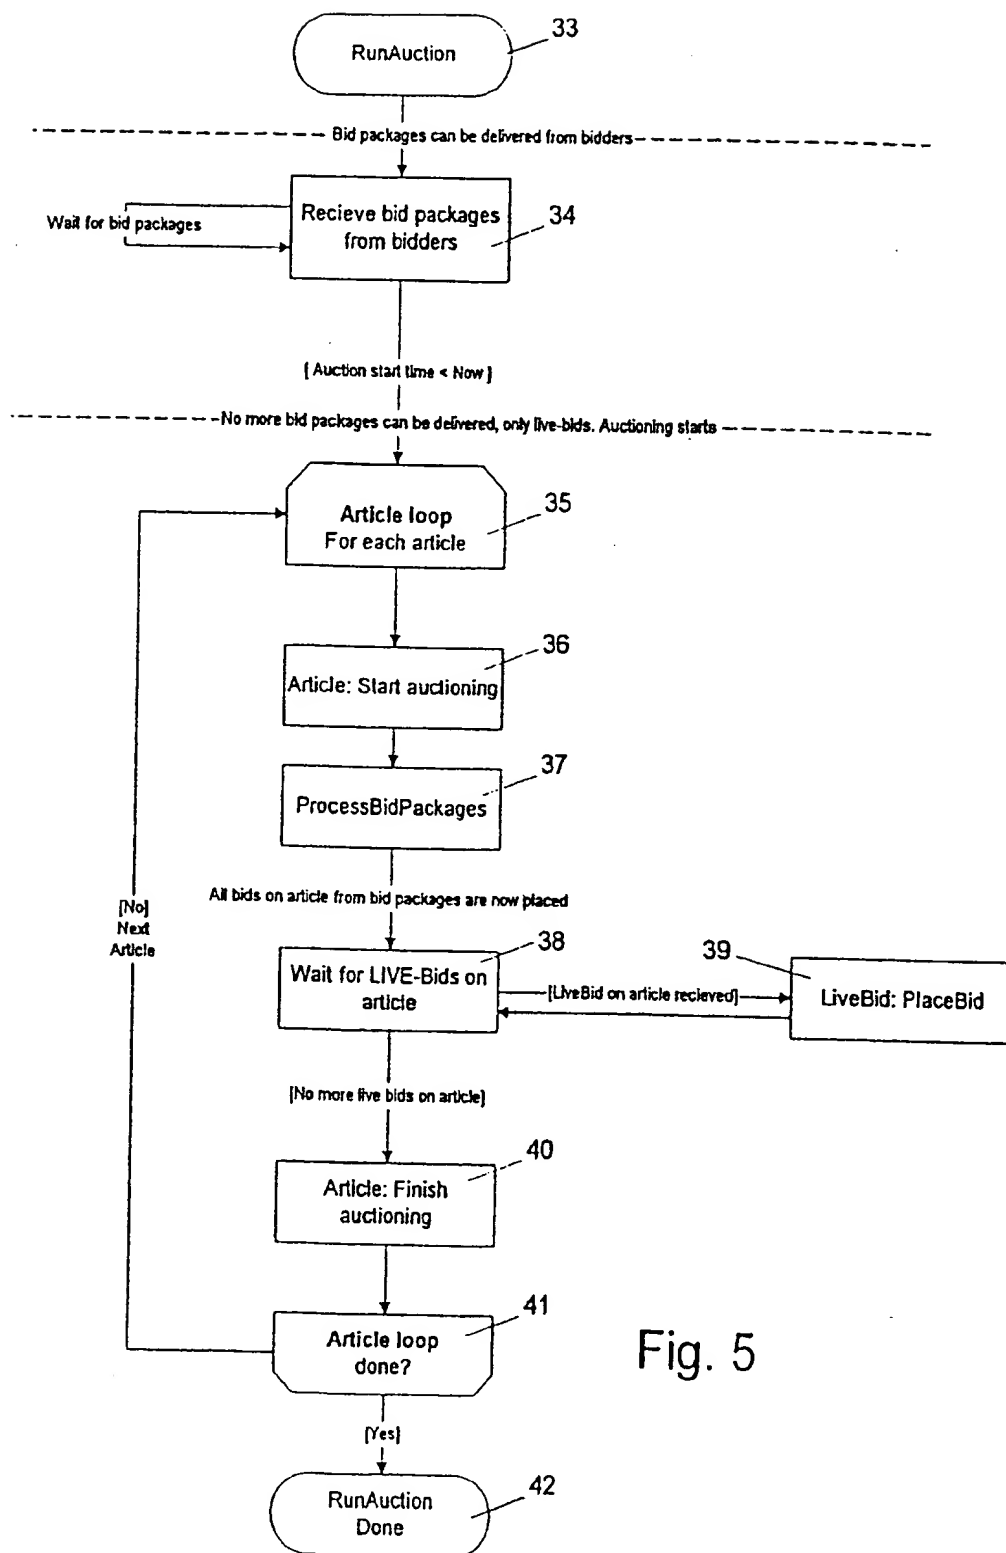 33
RunAuction
Bid packages can be delivered from bidders
Wait for bid packages
Recieve bid packages
from bidders
34
[ Auction start time < Now ]
No more bid packages can be delivered, only live-bids. Auctioning starts
Article loop
For each article
35
36
Article: Start auctioning
37
ProcessBidPackages
All bids on article from bid packages are now placed
[No]
Next
Article
38
Wait for LIVE-Bids on
article
[LiveBid on article recieved]
39
LiveBid: PlaceBid
[No more live bids on article]
40
Article: Finish
auctioning
41
Article loop
done?
Fig. 5
[Yes]
RunAuction
Done
42